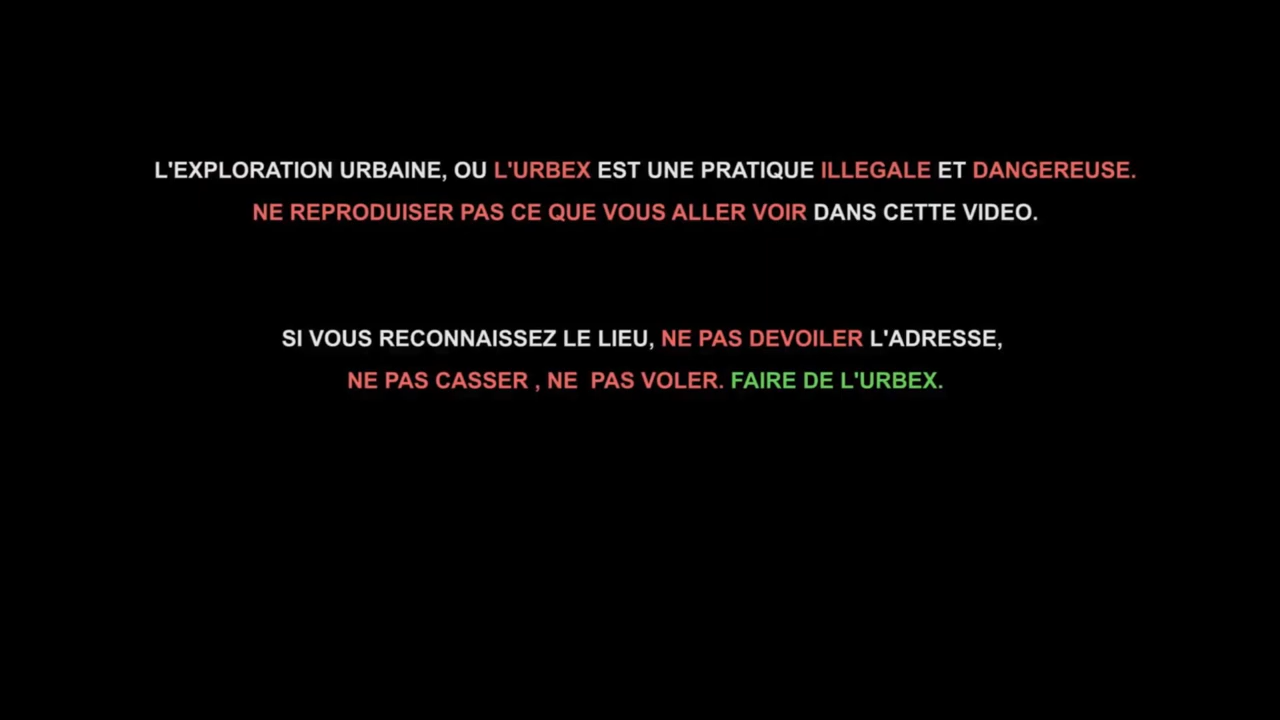 L'EXPLORATION URBAINE, OU L'URBEX EST UNE PRATIQUE ILLEGALE ET DANGEREUSE.
NE REPRODUISER PAS CE QUE VOUS ALLER VOIR DANS CETTE VIDEO.
SI VOUS RECONNAISSEZ LE LIEU, NE PAS DEVOILER L'ADRESSE,
NE PAS CASSER , NE  PAS VOLER. FAIRE DE L'URBEX.